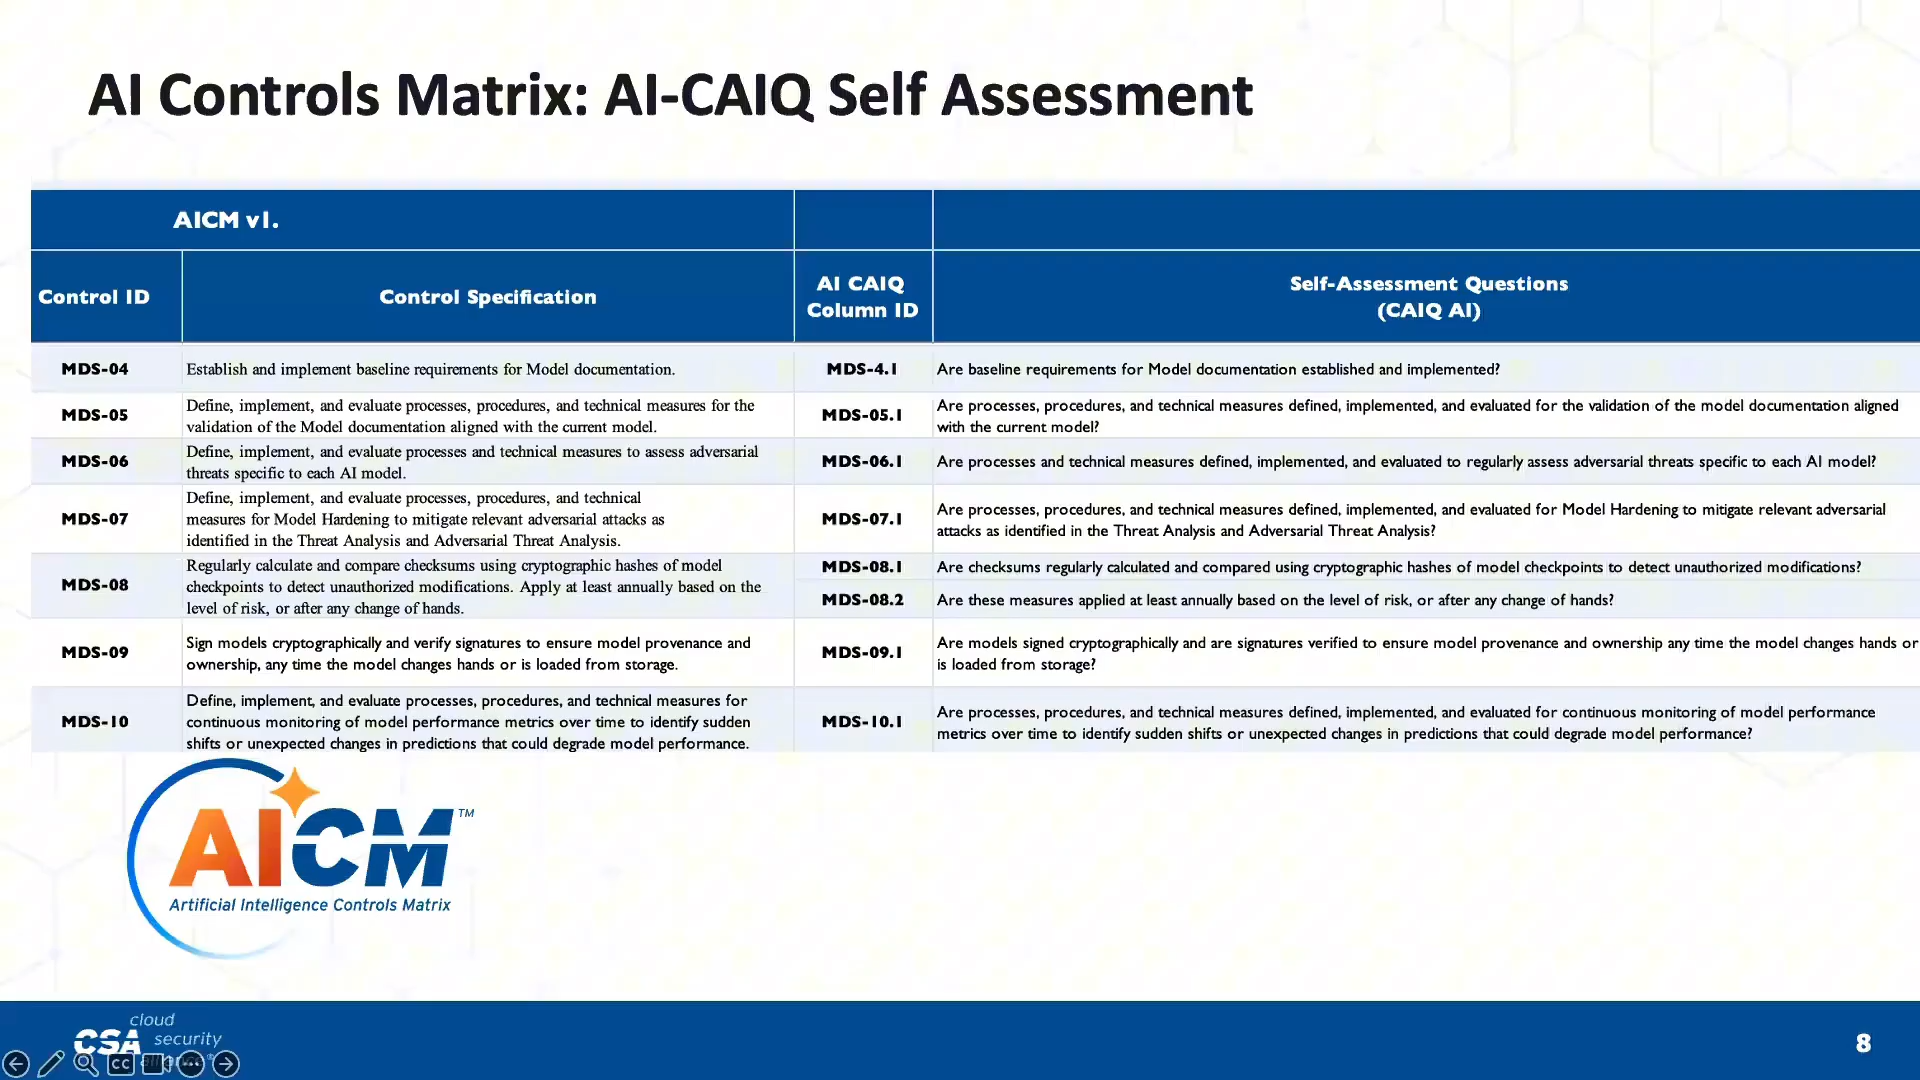 AI Controls Matrix: AI-CAIQ Self Assessment
AICM v1.
Control ID
Control Specification
AI CAIQ
Column ID
Self-Assessment Questions
(CAIQ AI)
MDS-04
Establish and implement baseline requirements for Model documentation.
MDS-4.1
Are baseline requirements for Model documentation established and implemented?
MDS-05
Define, implement, and evaluate processes, procedures, and technical measures for the
validation of the Model documentation aligned with the current model.
MDS-05.1
Are processes, procedures, and technical measures defined, implemented, and evaluated for the validation of the model documentation aligned
with the current model?
MDS-06
Define, implement, and evaluate processes and technical measures to assess adversarial
threats specific to each AI model.
MDS-06.1
Are processes and technical measures defined, implemented, and evaluated to regularly assess adversarial threats specific to each AI model?
MDS-07
Define, implement, and evaluate processes, procedures, and technical
measures for Model Hardening to mitigate relevant adversarial attacks as
identified in the Threat Analysis and Adversarial Threat Analysis.
MDS-07.1
Are processes, procedures, and technical measures defined, implemented, and evaluated for Model Hardening to mitigate relevant adversarial
attacks as identified in the Threat Analysis and Adversarial Threat Analysis?
MDS-08
Regularly calculate and compare checksums using cryptographic hashes of model
checkpoints to detect unauthorized modifications. Apply at least annually based on the
level of risk, or after any change of hands.
MDS-08.1
Are checksums regularly calculated and compared using cryptographic hashes of model checkpoints to detect unauthorized modifications?
MDS-08.2
Are these measures applied at least annually based on the level of risk, or after any change of hands?
MDS-09
Sign models cryptographically and verify signatures to ensure model provenance and
ownership, any time the model changes hands or is loaded from storage.
MDS-09.1
Are models signed cryptographically and are signatures verified to ensure model provenance and ownership any time the model changes hands or
is loaded from storage?
MDS-10
Define, implement, and evaluate processes, procedures, and technical measures for
continuous monitoring of model performance metrics over time to identify sudden
shifts or unexpected changes in predictions that could degrade model performance.
MDS-10.1
Are processes, procedures, and technical measures defined, implemented, and evaluated for continuous monitoring of model performance
metrics over time to identify sudden shifts or unexpected changes in predictions that could degrade model performance?
AICM™
Artificial Intelligence Controls Matrix
cloud
CSA security
CC
8